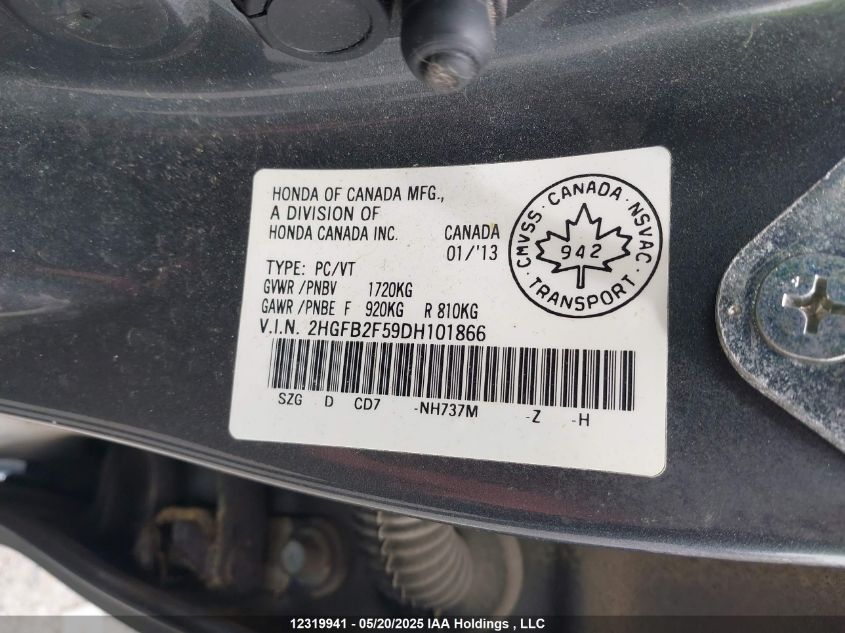 HONDA OF CANADA MFG.,
A DIVISION OF
HONDA CANADA INC. CANADA
01/'13
TYPE: PC/VT
GVWR/PNBV 1720KG
GAWR/PNBE F 920KG R 810KG
V.I.N. 2HGFB2F59DH101866
SZG D CD7 -NH737M -Z -H
CMVSS · CANADA · NSVAC
942
· TRANSPORT ·
12319941 - 05/20/2025 IAA Holdings, LLC